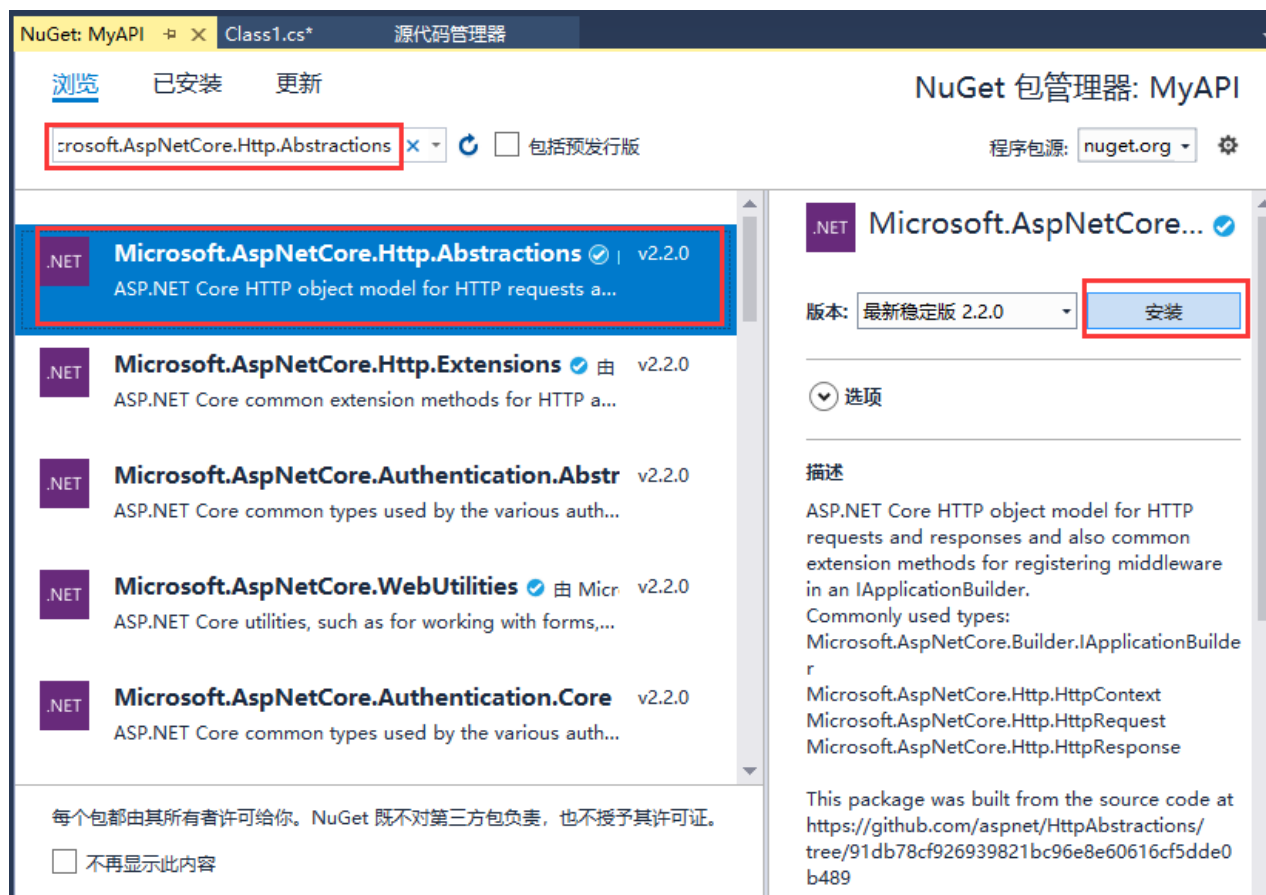 NuGet: MyAPI
Class1.cs*
源代码管理器
浏览
已安装
更新
NuGet 包管理器: MyAPI
crosoft.AspNetCore.Http.Abstractions
包括预发行版
程序包源:
nuget.org
.NET
Microsoft.AspNetCore.Http.Abstractions
v2.2.0
ASP.NET Core HTTP object model for HTTP requests a...
.NET
Microsoft.AspNetCore.Http.Extensions
由
v2.2.0
ASP.NET Core common extension methods for HTTP a...
.NET
Microsoft.AspNetCore.Authentication.Abstr
v2.2.0
ASP.NET Core common types used by the various auth...
.NET
Microsoft.AspNetCore.WebUtilities
由 Micr
v2.2.0
ASP.NET Core utilities, such as for working with forms,...
.NET
Microsoft.AspNetCore.Authentication.Core
v2.2.0
ASP.NET Core common types used by the various auth...
每个包都由其所有者许可给你。NuGet 既不对第三方包负责，也不授予其许可证。
不再显示此内容
.NET
Microsoft.AspNetCore...
版本:
最新稳定版 2.2.0
安装
选项
描述
ASP.NET Core HTTP object model for HTTP
requests and responses and also common
extension methods for registering middleware
in an IApplicationBuilder.
Commonly used types:
Microsoft.AspNetCore.Builder.IApplicationBuilde
r
Microsoft.AspNetCore.Http.HttpContext
Microsoft.AspNetCore.Http.HttpRequest
Microsoft.AspNetCore.Http.HttpResponse
This package was built from the source code at
https://github.com/aspnet/HttpAbstractions/
tree/91db78cf926939821bc96e8e60616cf5dde0
b489